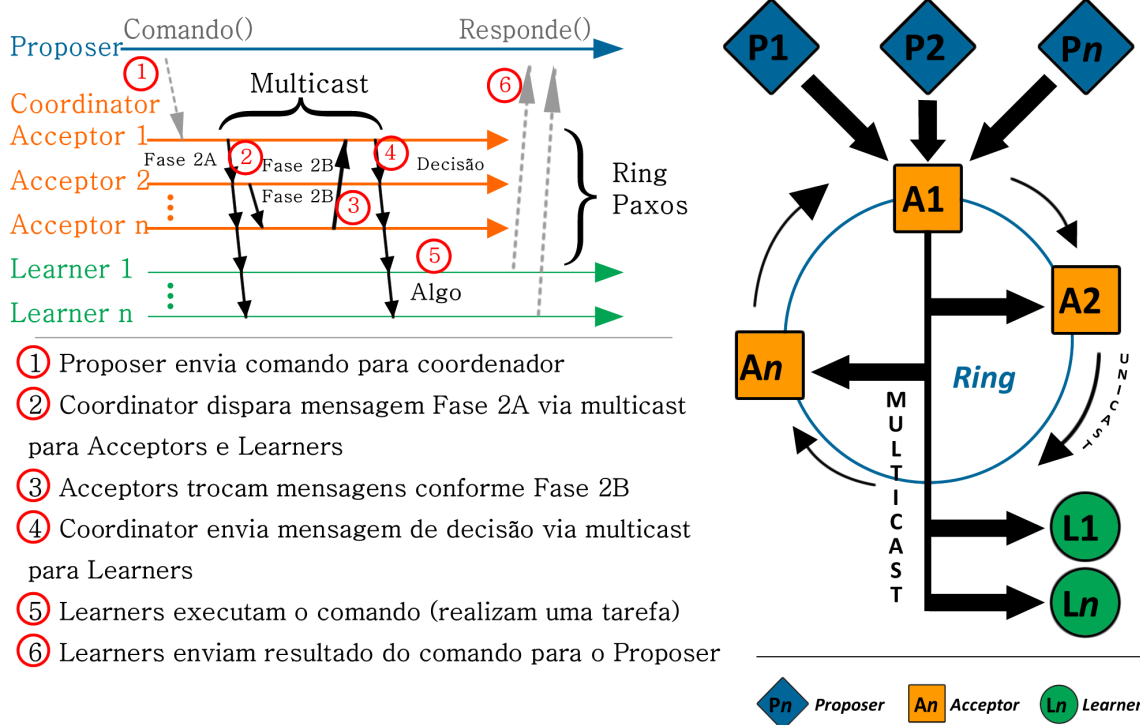 Comando()
Responde()
Proposer
1
Multicast
6
Coordinator
Acceptor 1
Fase 2A
2
Fase 2B
4
Decisão
Acceptor 2
Fase 2B
3
Ring
Paxos
Acceptor n
5
Learner 1
Algo
Learner n
1 Proposer envia comando para coordenador
2 Coordinator dispara mensagem Fase 2A via multicast
para Acceptors e Learners
3 Acceptors trocam mensagens conforme Fase 2B
4 Coordinator envia mensagem de decisão via multicast
para Learners
5 Learners executam o comando (realizam uma tarefa)
6 Learners enviam resultado do comando para o Proposer
P1
P2
Pn
A1
A2
An
Ring
UNICAST
MULTICAST
L1
Ln
Pn Proposer
An Acceptor
Ln Learner